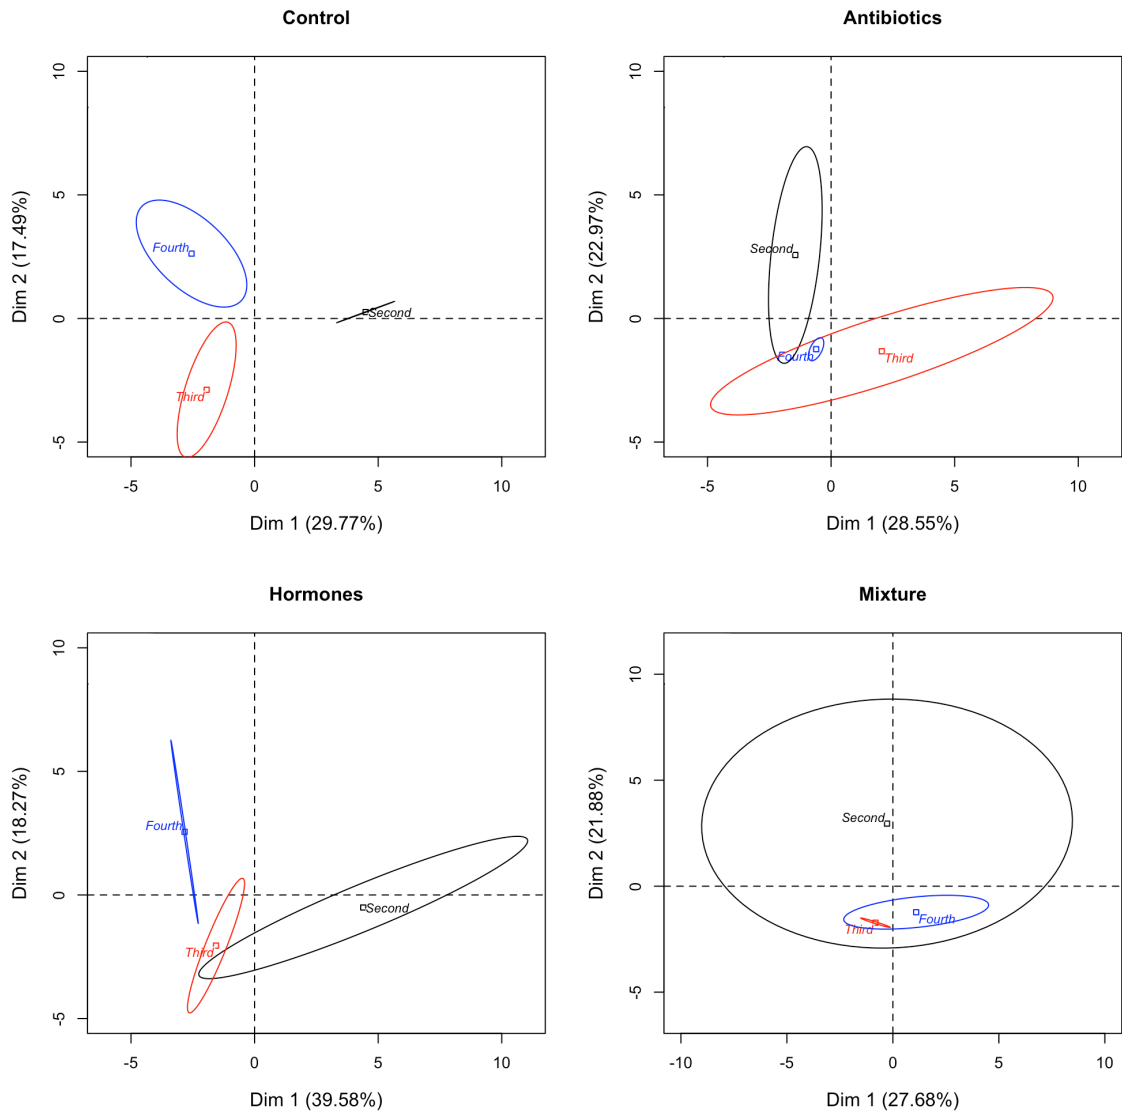 Control
Dim 2 (17.49%)
10
5
0
-5
Fourth
Second
Third
-5 0 5 10
Dim 1 (29.77%)
Antibiotics
Dim 2 (22.97%)
10
5
0
-5
Second
Fourth
Third
-5 0 5 10
Dim 1 (28.55%)
Hormones
Dim 2 (18.27%)
10
5
0
-5
Fourth
Second
Third
-5 0 5 10
Dim 1 (39.58%)
Mixture
Dim 2 (21.88%)
10
5
0
-5
Second
Fourth
Third
-10 -5 0 5 10
Dim 1 (27.68%)